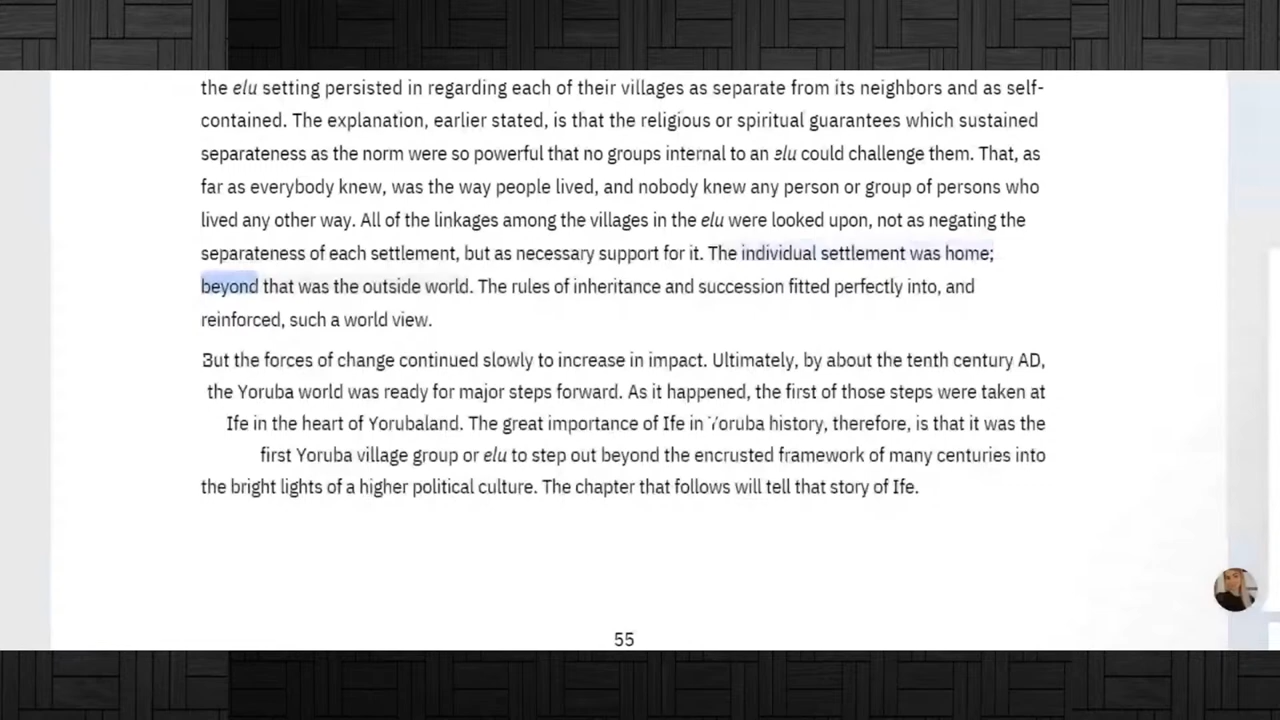 the elu setting persisted in regarding each of their villages as separate from its neighbors and as self-
contained. The explanation, earlier stated, is that the religious or spiritual guarantees which sustained
separateness as the norm were so powerful that no groups internal to an elu could challenge them. That, as
far as everybody knew, was the way people lived, and nobody knew any person or group of persons who
lived any other way. All of the linkages among the villages in the elu were looked upon, not as negating the
separateness of each settlement, but as necessary support for it. The individual settlement was home;
beyond that was the outside world. The rules of inheritance and succession fitted perfectly into, and
reinforced, such a world view.
But the forces of change continued slowly to increase in impact. Ultimately, by about the tenth century AD,
the Yoruba world was ready for major steps forward. As it happened, the first of those steps were taken at
Ife in the heart of Yorubaland. The great importance of Ife in Yoruba history, therefore, is that it was the
first Yoruba village group or elu to step out beyond the encrusted framework of many centuries into
the bright lights of a higher political culture. The chapter that follows will tell that story of Ife.
55